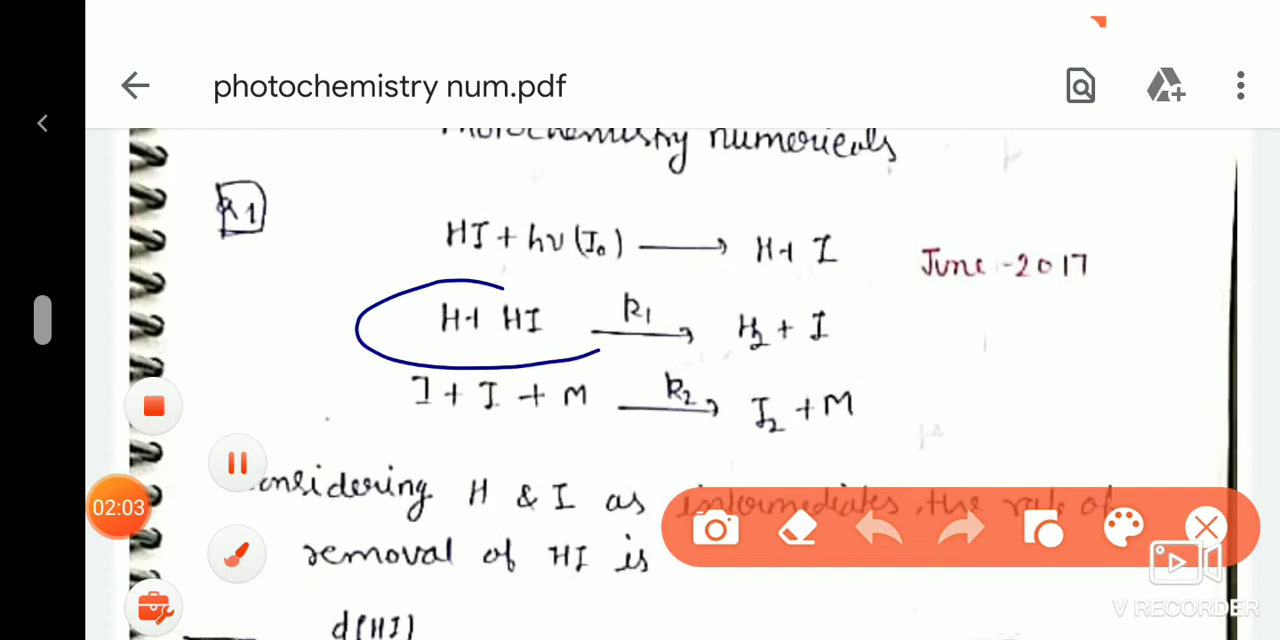 photochemistry num.pdf
Photochemistry numericals
Q1
HI + hν (I₀) ⟶ H + I
June - 2017
H + HI ⟶ k₁ H₂ + I
I + I + M ⟶ k₂ I₂ + M
onsidering H & I as intermediates, the rate of
removal of HI is
d[HI]
02:03
V RECORDER